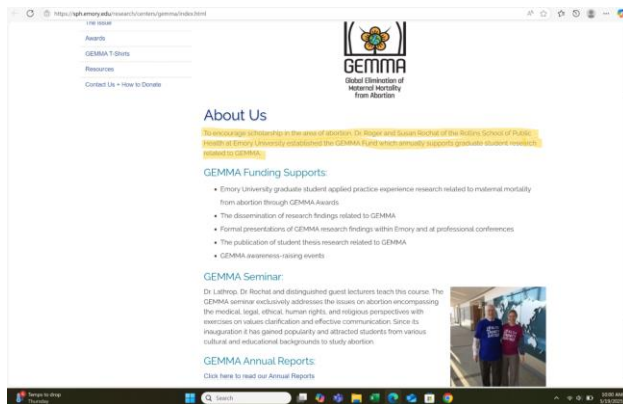 https://sph.emory.edu/research/centers/gemma/index.html
The Issue
Awards
GEMMA T-Shirts
Resources
Contact Us + How to Donate
GEMMA
Global Elimination of
Maternal Mortality
from Abortion
About Us
To encourage scholarship in the area of abortion, Dr. Roger and Susan Rochat of the Rollins School of Public
Health at Emory University established the GEMMA Fund which annually supports graduate student research
related to GEMMA.
GEMMA Funding Supports:
Emory University graduate student applied practice experience research related to maternal mortality
from abortion through GEMMA Awards
The dissemination of research findings related to GEMMA
Formal presentations of GEMMA research findings within Emory and at professional conferences
The publication of student thesis research related to GEMMA
GEMMA awareness-raising events
GEMMA Seminar:
Dr. Lathrop, Dr. Rochat and distinguished guest lecturers teach this course. The
GEMMA seminar exclusively addresses the issues on abortion encompassing
the medical, legal, ethical, human rights, and religious perspectives with
exercises on values clarification and effective communication. Since its
inauguration it has gained popularity and attracted students from various
cultural and educational backgrounds to study abortion.
GEMMA Annual Reports:
Click here to read our Annual Reports
Temps to drop
Thursday
Search
10:00 AM